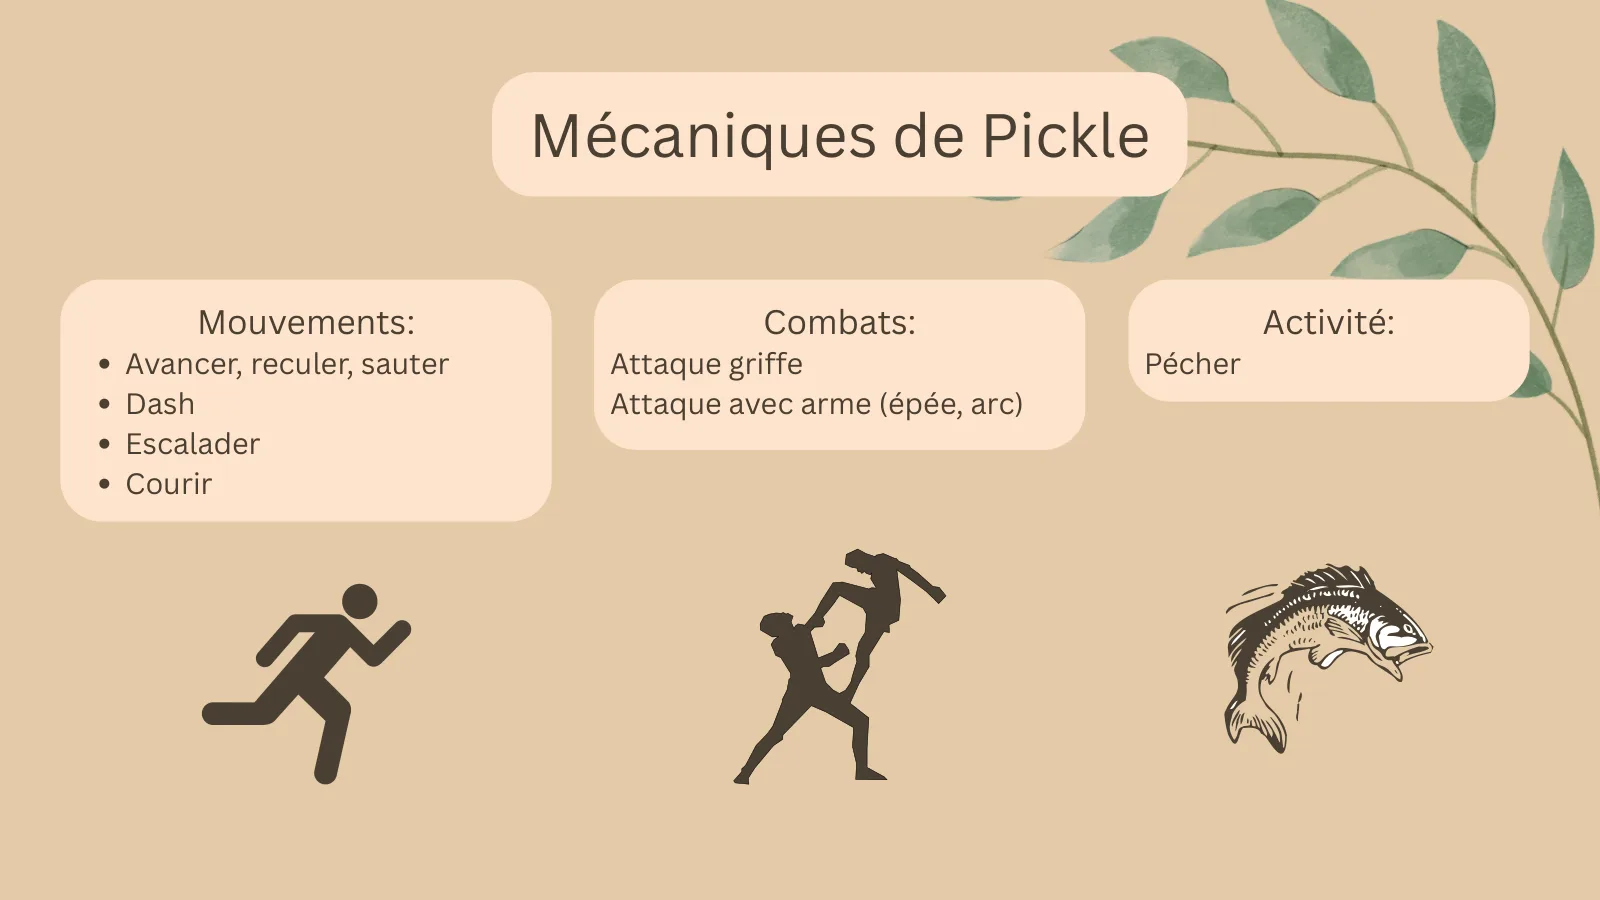 Mécaniques de Pickle
Mouvements:
• Avancer, reculer, sauter
• Dash
• Escalader
• Courir
Combats:
Attaque griffe
Attaque avec arme (épée, arc)
Activité:
Pécher